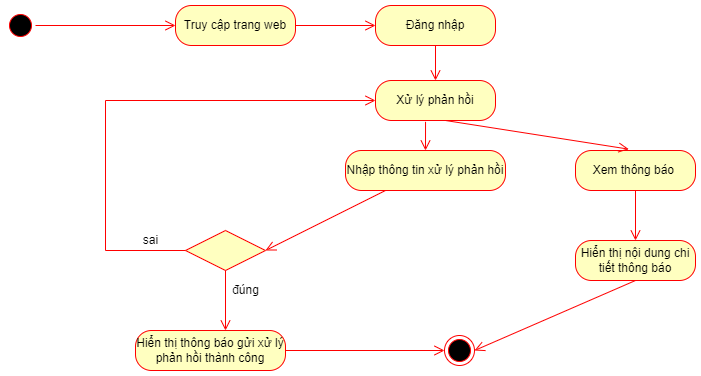 Truy cập trang web
Đăng nhập
Xử lý phản hồi
Nhập thông tin xử lý phản hồi
Xem thông báo
sai
Hiển thị nội dung chi
tiết thông báo
đúng
Hiển thị thông báo gửi xử lý
phản hồi thành công